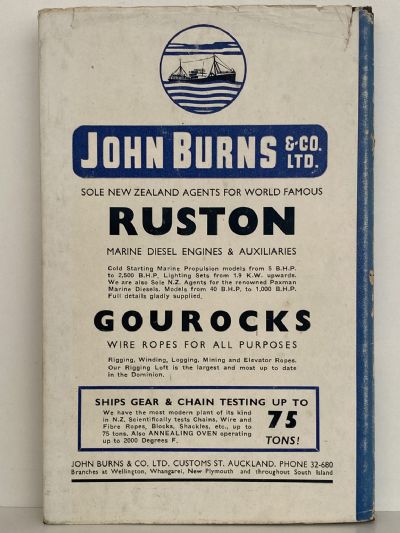 JOHN BURNS & CO. LTD.
SOLE NEW ZEALAND AGENTS FOR WORLD FAMOUS
RUSTON
MARINE DIESEL ENGINES & AUXILIARIES
Cold Starting Marine Propulsion models from 5 B.H.P.
to 2,500 B.H.P. Lighting Sets from 1.9 K.W. upwards.
We are also Sole N.Z. Agents for the renowned Paxman
Marine Diesels. Models from 40 B.H.P. to 1,000 B.H.P.
Full details gladly supplied.
GOUROCKS
WIRE ROPES FOR ALL PURPOSES
Rigging, Winding, Logging, Mining and Elevator Ropes.
Our Rigging Loft is the largest and most up to date
in the Dominion.
SHIPS GEAR & CHAIN TESTING UP TO
We have the most modern plant of its kind
in N.Z. Scientifically tests Chains, Wire and
Fibre Ropes, Blocks, Shackles, etc., up to
75 tons. Also ANNEALING OVEN operating
up to 2000 Degrees F.
75
TONS!
JOHN BURNS & CO. LTD. CUSTOMS ST. AUCKLAND. PHONE 32-680
Branches at Wellington, Whangarei, New Plymouth and throughout South Island